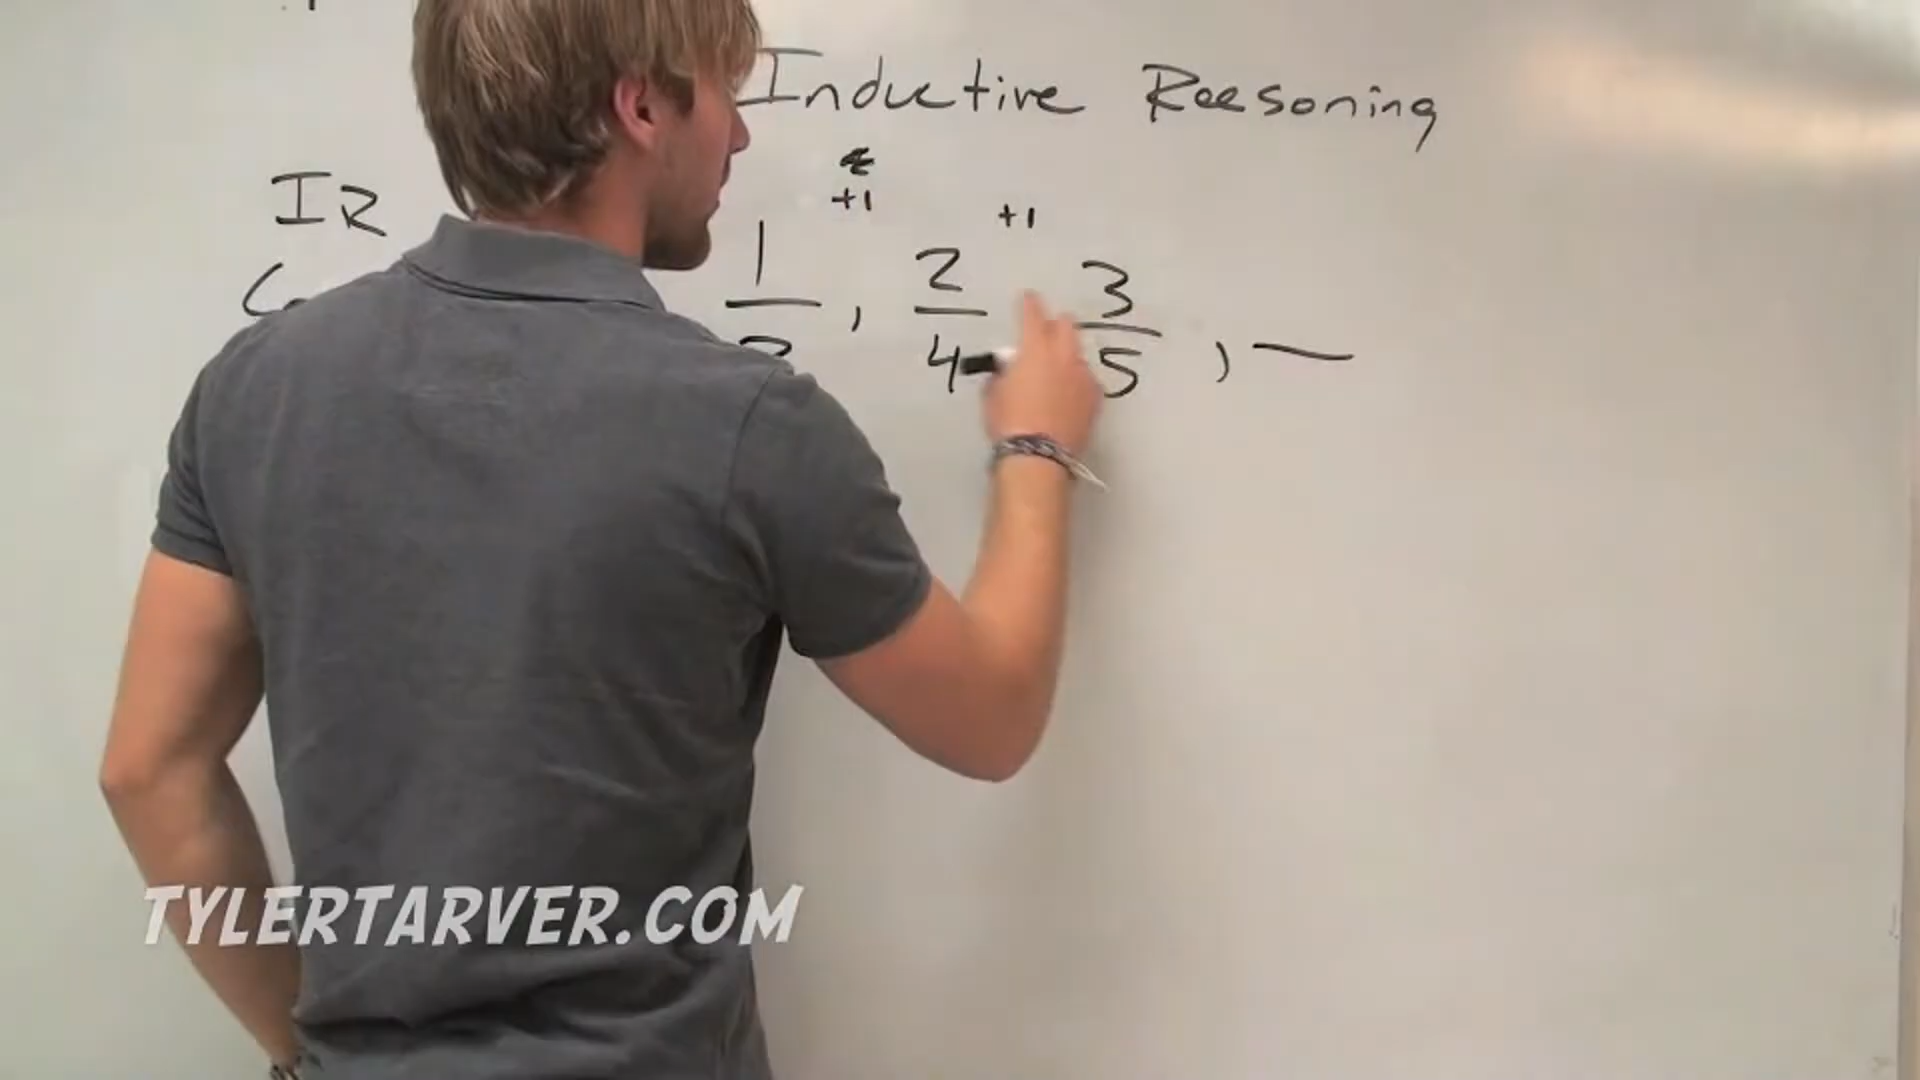 Inductive Reasoning
IR
+1 +1
1 2 3
, , —
4 5
TYLERTARVER.COM